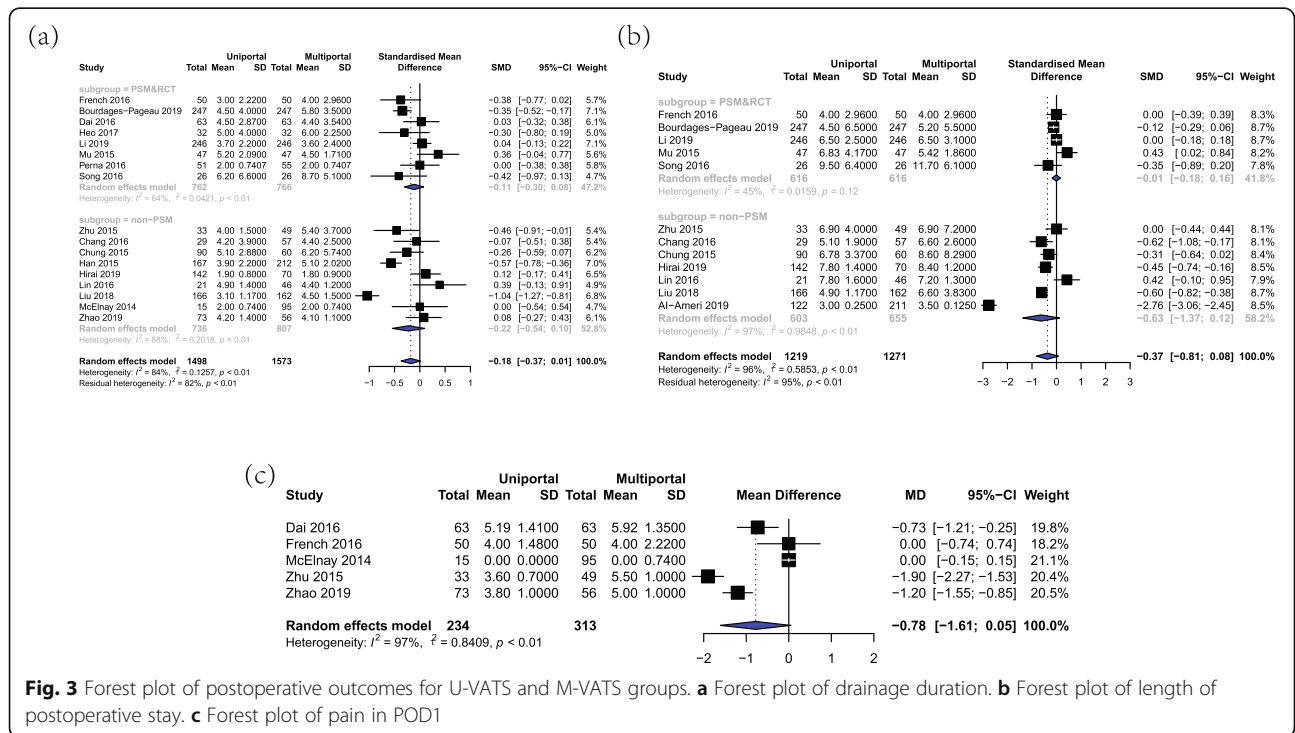 (a)
Uniportal Multiportal Standardised Mean
Study Total Mean SD Total Mean SD Difference SMD 95%−CI Weight
subgroup = PSM&RCT
French 2016 50 3.00 2.2200 50 4.00 2.9600 −0.38 [−0.77; 0.02] 5.7%
Bourdages−Pageau 2019 247 4.50 4.0000 247 5.80 3.5000 −0.35 [−0.52; −0.17] 6.8%
Dai 2016 63 4.50 2.8700 63 4.40 3.5400 0.03 [−0.32; 0.38] 6.0%
Heo 2017 32 5.00 2.2000 32 6.00 2.2500 −0.30 [−0.80; 0.19] 5.0%
Li 2019 246 3.70 2.2000 246 3.60 2.4000 0.04 [−0.13; 0.22] 7.1%
Mu 2015 47 5.20 2.0900 47 4.50 1.7100 0.36 [−0.04; 0.77] 5.6%
Perna 2016 51 2.00 0.7407 55 2.00 0.7407 0.00 [−0.38; 0.38] 5.8%
Song 2016 26 6.20 6.6000 26 8.70 5.1000 −0.42 [−0.97; 0.13] 4.7%
Random effects model 762 766 −0.11 [−0.30; 0.08] 47.2%
Heterogeneity: I² = 64%, τ² = 0.0421, p < 0.01
subgroup = non−PSM
Zhu 2015 33 4.00 1.5000 49 5.40 3.7000 −0.46 [−0.91; −0.01] 5.4%
Chang 2016 29 4.20 3.9000 57 4.40 2.5000 −0.07 [−0.51; 0.38] 5.4%
Chung 2015 90 5.10 2.8800 60 6.20 5.7400 −0.26 [−0.59; 0.07] 6.2%
Han 2015 167 3.90 2.2000 212 5.10 2.0200 −0.57 [−0.78; −0.36] 6.7%
Hirai 2019 142 1.90 0.8000 70 1.80 0.9000 0.12 [−0.17; 0.41] 6.3%
Lin 2016 21 4.90 1.4000 46 4.40 1.2000 0.39 [−0.13; 0.91] 4.8%
Liu 2018 166 3.10 1.1700 162 4.50 1.5000 −1.04 [−1.27; −0.81] 6.8%
McElnay 2014 15 2.00 0.7400 95 2.00 0.7400 0.00 [−0.54; 0.54] 4.7%
Zhao 2019 73 4.20 1.4000 56 4.10 1.1000 0.08 [−0.27; 0.43] 6.1%
Random effects model 736 807 −0.22 [−0.54; 0.10] 52.8%
Heterogeneity: I² = 88%, τ² = 0.2018, p < 0.01
Random effects model 1498 1573 −0.18 [−0.37; 0.01] 100.0%
Heterogeneity: I² = 84%, τ² = 0.1257, p < 0.01
Residual heterogeneity: I² = 82%, p < 0.01
−1 −0.5 0 0.5 1
(b)
Uniportal Multiportal Standardised Mean
Study Total Mean SD Total Mean SD Difference SMD 95%−CI Weight
subgroup = PSM&RCT
French 2016 50 4.00 2.9600 50 4.00 2.9600 0.00 [−0.39; 0.39] 8.3%
Bourdages−Pageau 2019 247 4.50 6.5000 247 5.20 5.5000 −0.12 [−0.29; 0.06] 8.7%
Li 2019 246 6.50 2.5000 246 6.50 3.1000 0.00 [−0.18; 0.18] 8.7%
Mu 2015 47 6.83 4.1700 47 5.42 1.8600 0.43 [ 0.02; 0.84] 8.2%
Song 2016 26 9.50 6.4000 26 11.70 6.1000 −0.35 [−0.89; 0.20] 7.8%
Random effects model 616 616 −0.01 [−0.18; 0.16] 41.8%
Heterogeneity: I² = 45%, τ² = 0.0159, p = 0.12
subgroup = non−PSM
Zhu 2015 33 6.90 4.0000 49 6.90 7.2000 0.00 [−0.44; 0.44] 8.1%
Chang 2016 29 5.10 1.9000 57 6.60 2.6000 −0.62 [−1.08; −0.17] 8.1%
Chung 2015 90 6.78 3.3700 60 8.60 8.2900 −0.31 [−0.64; 0.02] 8.4%
Hirai 2019 142 7.80 1.4000 70 8.40 1.2000 −0.45 [−0.74; −0.16] 8.5%
Lin 2016 21 7.80 1.6000 46 7.20 1.3000 0.42 [−0.10; 0.95] 7.9%
Liu 2018 166 4.90 1.1700 162 6.60 3.8300 −0.60 [−0.82; −0.38] 8.7%
Al−Ameri 2019 122 3.00 0.2500 211 3.50 0.1250 −2.76 [−3.06; −2.45] 8.5%
Random effects model 603 655 −0.63 [−1.37; 0.12] 58.2%
Heterogeneity: I² = 97%, τ² = 0.9848, p < 0.01
Random effects model 1219 1271 −0.37 [−0.81; 0.08] 100.0%
Heterogeneity: I² = 96%, τ² = 0.5853, p < 0.01
Residual heterogeneity: I² = 95%, p < 0.01
−3 −2 −1 0 1 2 3
(c)
Uniportal Multiportal
Study Total Mean SD Total Mean SD Mean Difference MD 95%−CI Weight
Dai 2016 63 5.19 1.4100 63 5.92 1.3500 −0.73 [−1.21; −0.25] 19.8%
French 2016 50 4.00 1.4800 50 4.00 2.2200 0.00 [−0.74; 0.74] 18.2%
McElnay 2014 15 0.00 0.0000 95 0.00 0.7400 0.00 [−0.15; 0.15] 21.1%
Zhu 2015 33 3.60 0.7000 49 5.50 1.0000 −1.90 [−2.27; −1.53] 20.4%
Zhao 2019 73 3.80 1.0000 56 5.00 1.0000 −1.20 [−1.55; −0.85] 20.5%
Random effects model 234 313 −0.78 [−1.61; 0.05] 100.0%
Heterogeneity: I² = 97%, τ² = 0.8409, p < 0.01
−2 −1 0 1 2
Fig. 3 Forest plot of postoperative outcomes for U-VATS and M-VATS groups. a Forest plot of drainage duration. b Forest plot of length of
postoperative stay. c Forest plot of pain in POD1